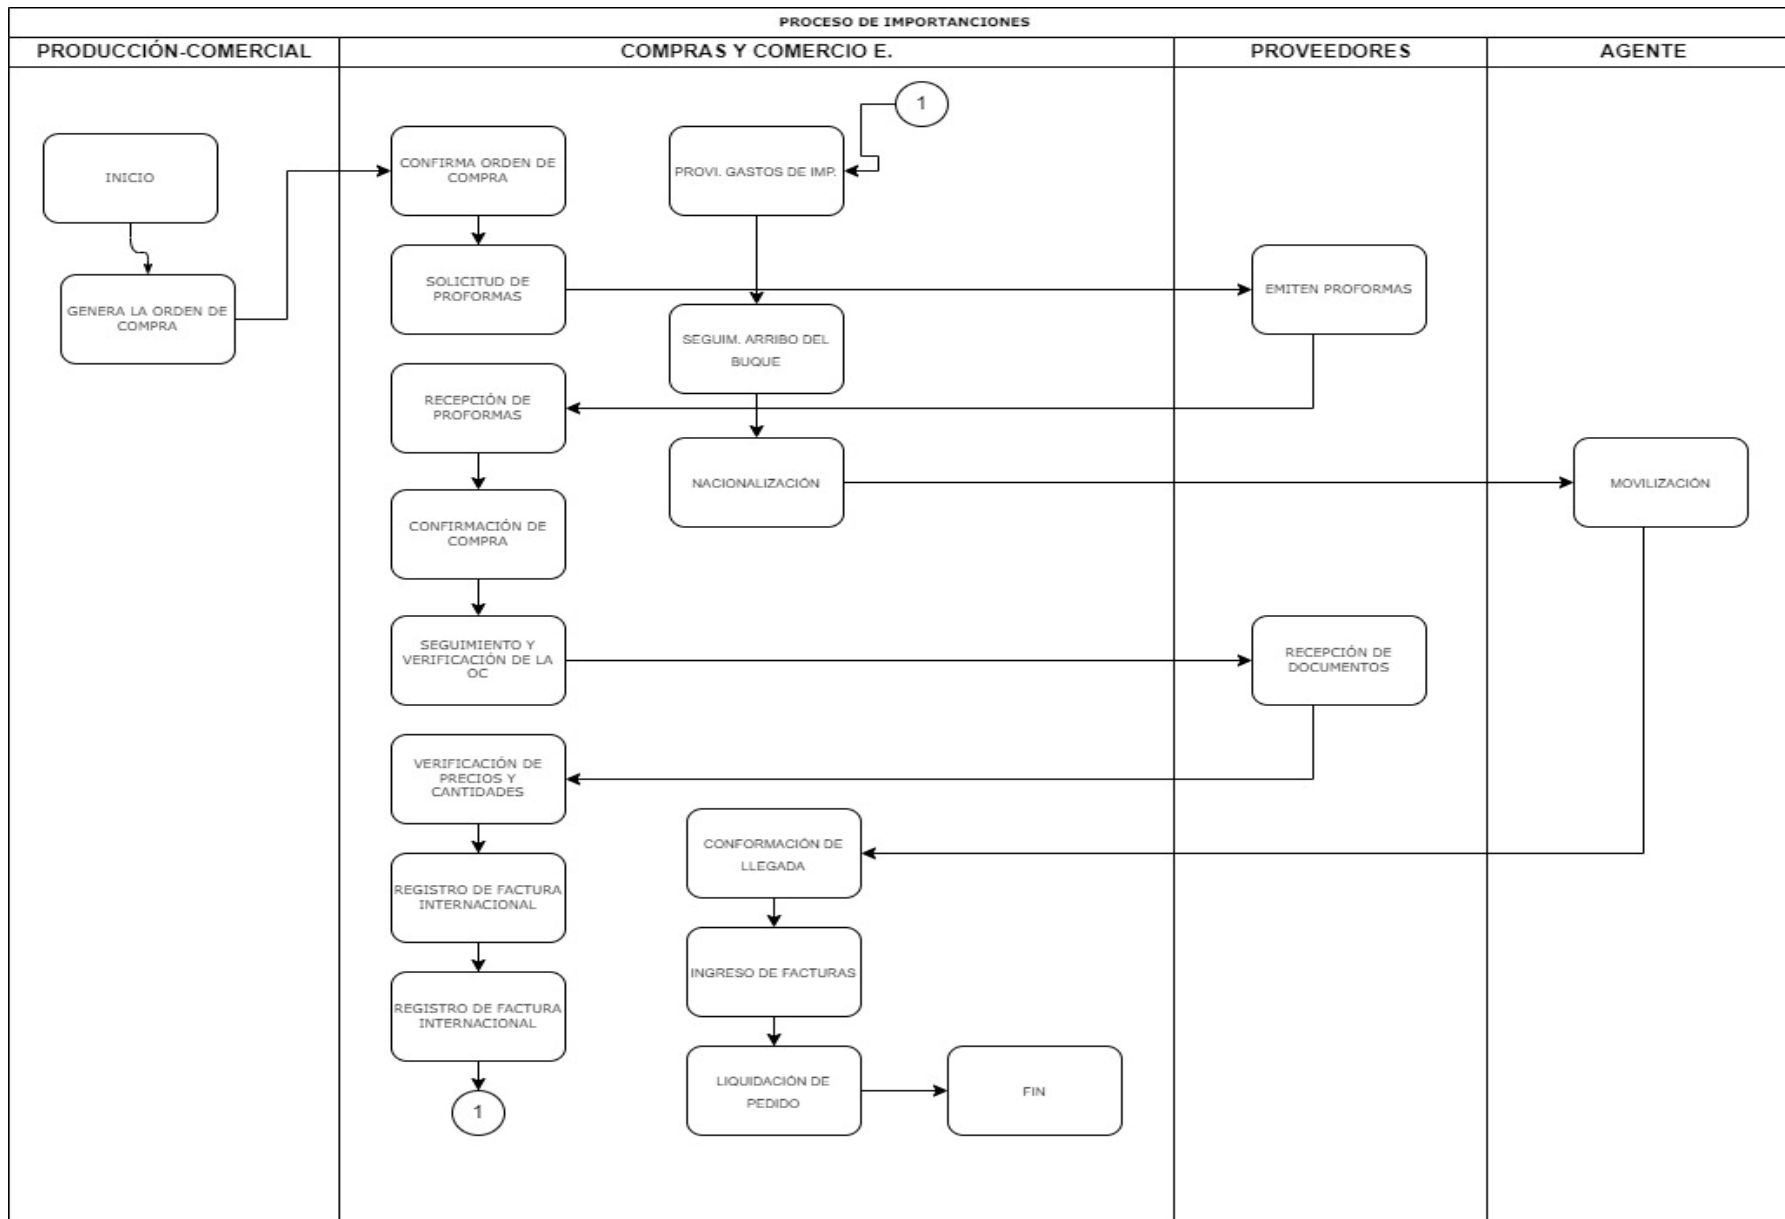 PROCESO DE IMPORTANCIONES
PRODUCCIÓN-COMERCIAL
COMPRAS Y COMERCIO E.
PROVEEDORES
AGENTE
INICIO
GENERA LA ORDEN DE
COMPRA
CONFIRMA ORDEN DE
COMPRA
SOLICITUD DE
PROFORMAS
EMITEN PROFORMAS
RECEPCIÓN DE
PROFORMAS
CONFIRMACIÓN DE
COMPRA
SEGUIMIENTO Y
VERIFICACIÓN DE LA
OC
RECEPCIÓN DE
DOCUMENTOS
VERIFICACIÓN DE
PRECIOS Y
CANTIDADES
REGISTRO DE FACTURA
INTERNACIONAL
REGISTRO DE FACTURA
INTERNACIONAL
1
1
PROVI. GASTOS DE IMP.
SEGUIM. ARRIBO DEL
BUQUE
NACIONALIZACIÓN
MOVILIZACIÓN
CONFORMACIÓN DE
LLEGADA
INGRESO DE FACTURAS
LIQUIDACIÓN DE
PEDIDO
FIN